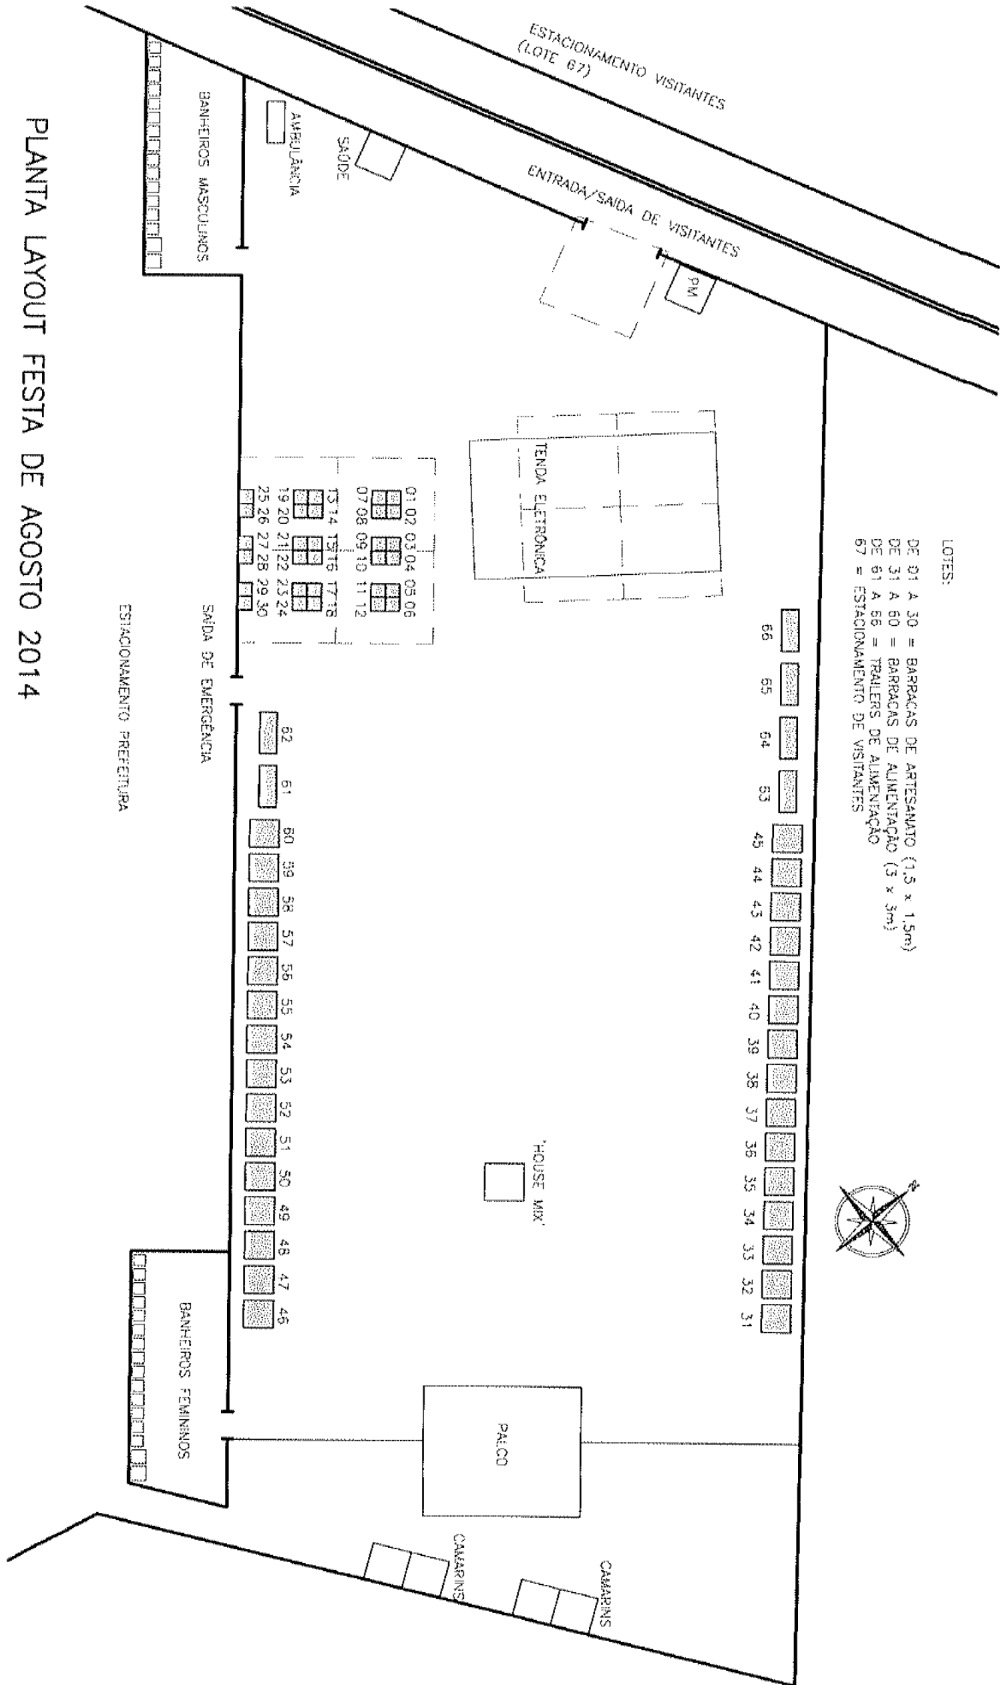 ESTACIONAMENTO VISITANTES
(LOTE 67)
ENTRADA/SAÍDA DE VISITANTES
PM
SAÚDE
AMBULÂNCIA
BANHEIROS MASCULINOS
LOTES:
DE 01 A 30 = BARRACAS DE ARTESANATO (1,5 x 1,5m)
DE 31 A 60 = BARRACAS DE ALIMENTAÇÃO (3 x 3m)
DE 61 A 66 = TRAILERS DE ALIMENTAÇÃO
67 = ESTACIONAMENTO DE VISITANTES
N
66 65 64 63 45 44 43 42 41 40 39 38 37 36 35 34 33 32 31
TENDA ELETRÔNICA
01 02 03 04 05 06
07 08 09 10 11 12
13 14 15 16 17 18
19 20 21 22 23 24
25 26 27 28 29 30
"HOUSE MIX"
PALCO
CAMARINS
CAMARINS
62 61 60 59 58 57 56 55 54 53 52 51 50 49 48 47 46
SAÍDA DE EMERGÊNCIA
BANHEIROS FEMININOS
ESTACIONAMENTO PREFEITURA
PLANTA LAYOUT FESTA DE AGOSTO 2014